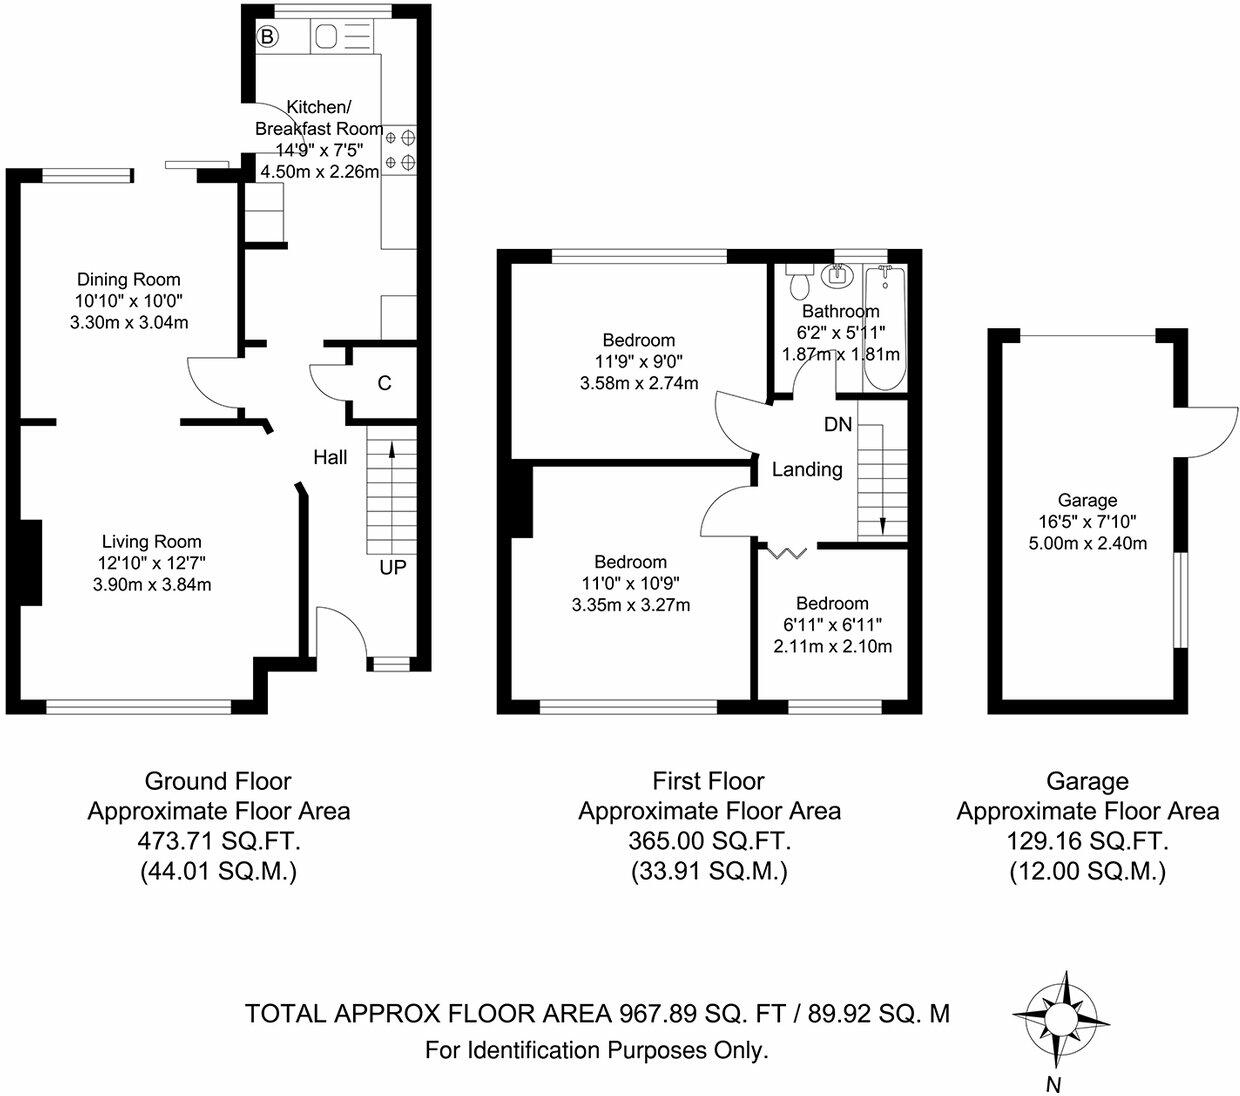 B
Kitchen/
Breakfast Room
14'9" x 7'5"
4.50m x 2.26m
Dining Room
10'10" x 10'0"
3.30m x 3.04m
C
Hall
Living Room
12'10" x 12'7"
3.90m x 3.84m
UP
Bedroom
11'9" x 9'0"
3.58m x 2.74m
Bathroom
6'2" x 5'11"
1.87m x 1.81m
DN
Landing
Bedroom
11'0" x 10'9"
3.35m x 3.27m
Bedroom
6'11" x 6'11"
2.11m x 2.10m
Garage
16'5" x 7'10"
5.00m x 2.40m
Ground Floor
Approximate Floor Area
473.71 SQ.FT.
(44.01 SQ.M.)
First Floor
Approximate Floor Area
365.00 SQ.FT.
(33.91 SQ.M.)
Garage
Approximate Floor Area
129.16 SQ.FT.
(12.00 SQ.M.)
TOTAL APPROX FLOOR AREA 967.89 SQ. FT / 89.92 SQ. M
For Identification Purposes Only.
N